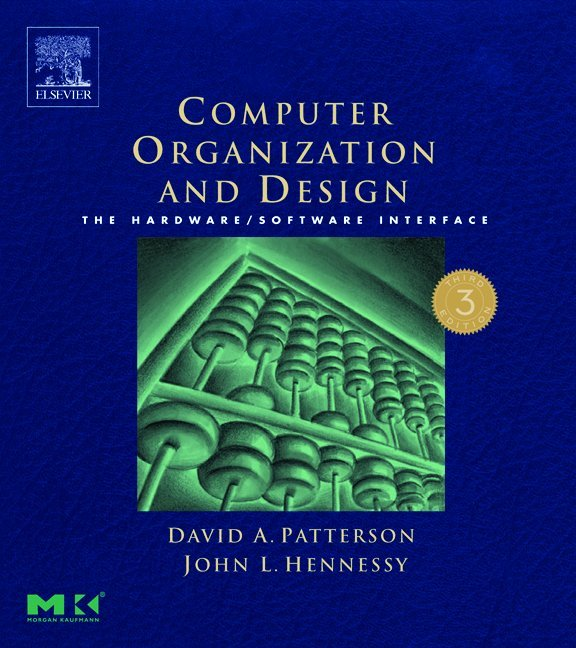 ELSEVIER
COMPUTER
ORGANIZATION
AND DESIGN
THE HARDWARE/SOFTWARE INTERFACE
THIRD
3
EDITION
DAVID A. PATTERSON
JOHN L. HENNESSY
MK®
MORGAN KAUFMANN